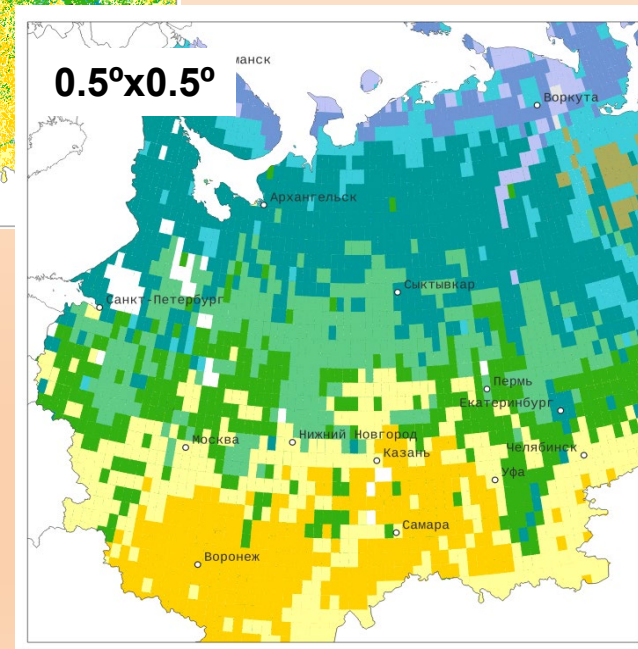 0.5ºx0.5º
манск
Воркута
Архангельск
Сыктывкар
Санкт-Петербург
Пермь
Екатеринбург
Нижний Новгород
Москва
Казань
Челябинск
Уфа
Самара
Воронеж